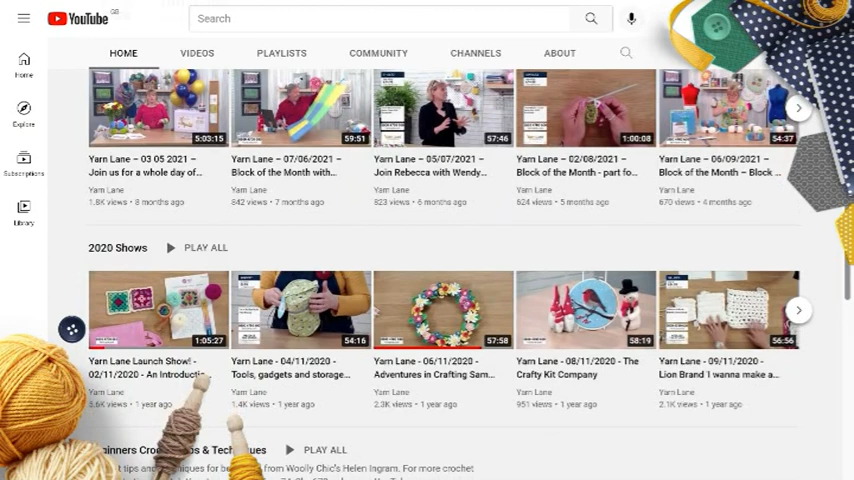 YouTube GB
Search
HOME VIDEOS PLAYLISTS COMMUNITY CHANNELS ABOUT
Home
Explore
Subscriptions
Library
5:03:15 59:51 57:46 1:00:08 54:37
Yarn Lane – 03 05 2021 –
Join us for a whole day of...
Yarn Lane
1.8K views • 8 months ago
Yarn Lane – 07/06/2021 –
Block of the Month with...
Yarn Lane
842 views • 7 months ago
Yarn Lane – 05/07/2021 –
Join Rebecca with Wendy...
Yarn Lane
823 views • 6 months ago
Yarn Lane – 02/08/2021 –
Block of the Month - part fo...
Yarn Lane
624 views • 5 months ago
Yarn Lane – 06/09/2021 –
Block of the Month – Block ...
Yarn Lane
670 views • 4 months ago
2020 Shows PLAY ALL
1:05:27 54:16 57:58 58:19 56:56
Yarn Lane Launch Show! -
02/11/2020 - An Introductio...
Yarn Lane
3.6K views • 1 year ago
Yarn Lane - 04/11/2020 -
Tools, gadgets and storage...
Yarn Lane
1.4K views • 1 year ago
Yarn Lane - 06/11/2020 -
Adventures in Crafting Sam...
Yarn Lane
2.3K views • 1 year ago
Yarn Lane - 08/11/2020 - The
Crafty Kit Company
Yarn Lane
951 views • 1 year ago
Yarn Lane - 09/11/2020 -
Lion Brand 'I wanna make a...
Yarn Lane
2.1K views • 1 year ago
& Techniques PLAY ALL
tips and from Woolly Chic's Helen Ingram. For more crochet